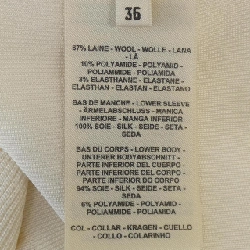 36
87% LAINE - WOOL - WOLLE - LANA
- LÃ
10% POLYAMIDE - POLYAMID -
POLIAMMIDE - POLIAMIDA
3% ELASTHANNE - ELASTANE -
ELASTHAN - ELASTAN - ELASTANO
BAS DE MANCHE - LOWER SLEEVE
- ÄRMELABSCHLUSS - MANICA
INFERIORE - MANGA INFERIOR
100% SOIE - SILK - SEIDE - SETA -
SEDA
BAS DU CORPS - LOWER BODY -
UNTERER BODYABSCHNITT -
PARTE INFERIOR DEL CUERPO
PARTE INFERIOR DEL CUERPO
PARTE INFERIOR DO CORPO
94% SOIE - SILK - SEIDE - SETA -
SEDA
6% POLYAMIDE - POLYAMID -
POLIAMMIDE - POLIAMIDA
COL - COLLAR - KRAGEN - CUELLO
- COLLO - COLARINHO